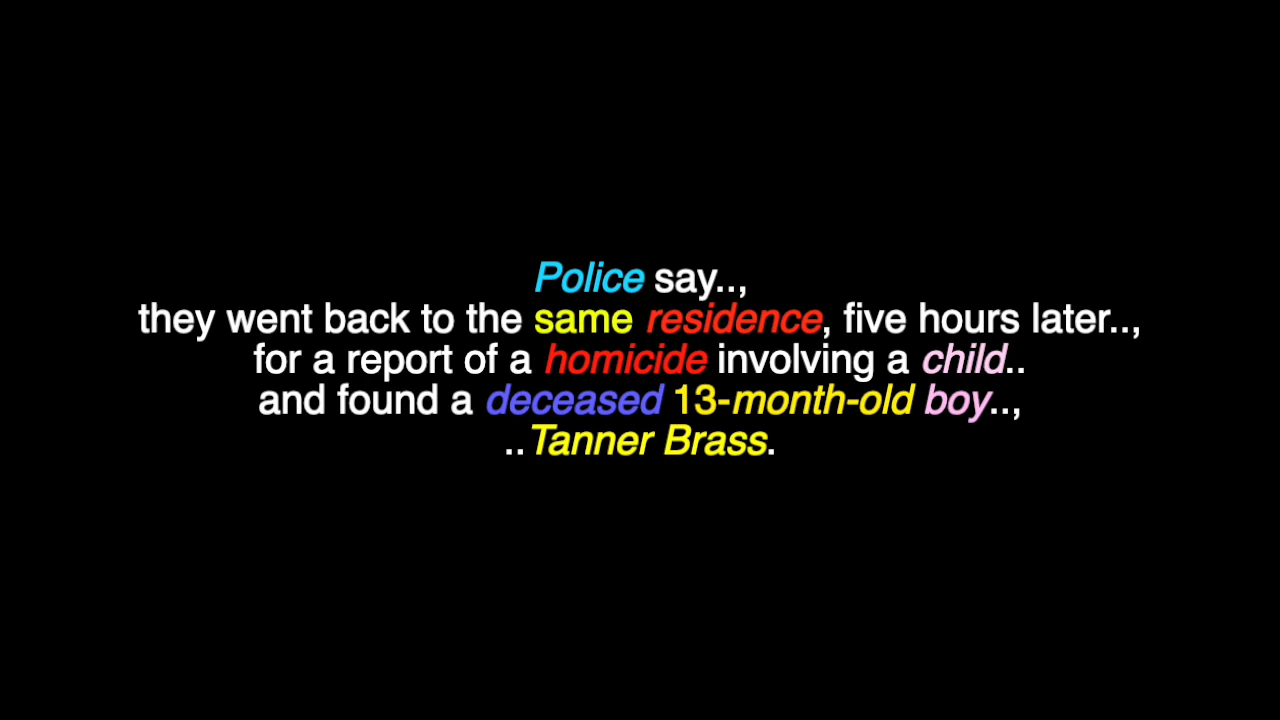 Police say..,
they went back to the same residence, five hours later..,
for a report of a homicide involving a child..
and found a deceased 13-month-old boy..,
..Tanner Brass.